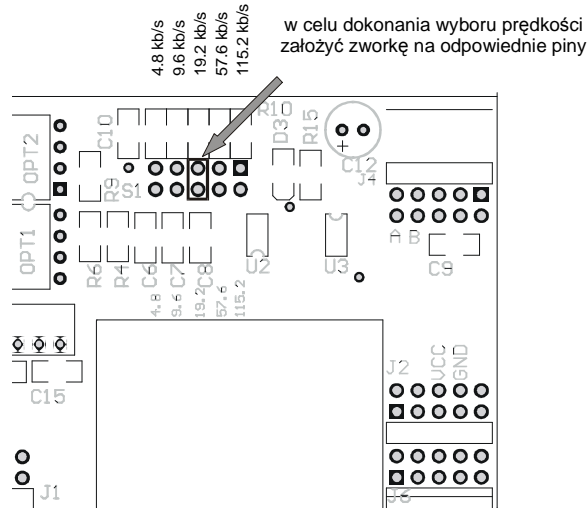 4.8 kb/s
9.6 kb/s
19.2 kb/s
57.6 kb/s
115.2 kb/s
w celu dokonania wyboru prędkości
założyć zworkę na odpowiednie piny
OPT2
C10
R10
D3
R15
+
C12
J4
R9
S1
OPT1
R6
R4
C6
C7
C8
U2
U3
A B
C9
4.8
9.6
19.2
57.6
115.2
C15
J2
VCC
GND
J1
J6